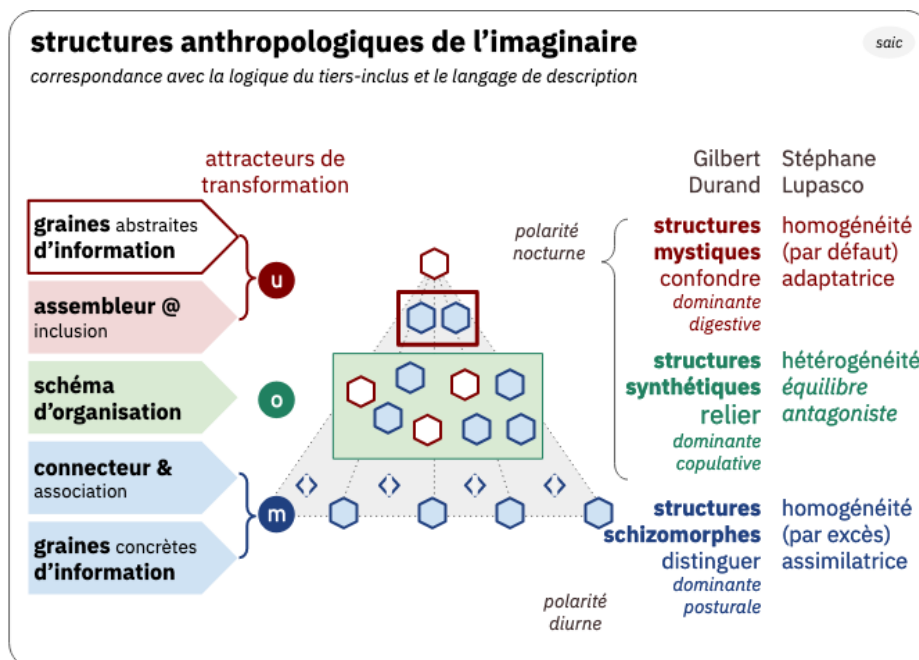 structures anthropologiques de l’imaginaire
saic
correspondance avec la logique du tiers-inclus et le langage de description
attracteurs de
transformation
graines abstraites
d’information
assembleur @
inclusion
schéma
d’organisation
connecteur &
association
graines concrètes
d’information
u
o
m
polarité
nocturne
polarité
diurne
Gilbert
Durand
structures
mystiques
confondre
dominante
digestive
structures
synthétiques
relier
dominante
copulative
structures
schizomorphes
distinguer
dominante
posturale
Stéphane
Lupasco
homogénéité
(par défaut)
adaptatrice
hétérogénéité
équilibre
antagoniste
homogénéité
(par excès)
assimilatrice